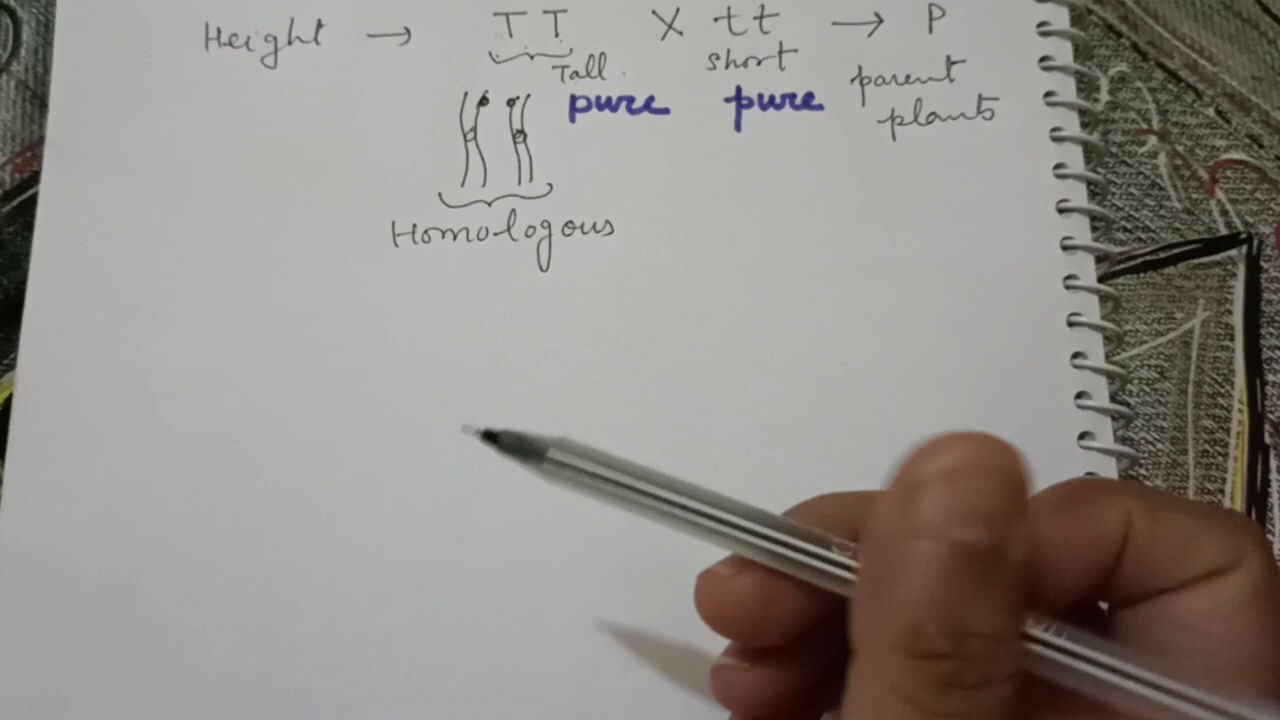 Height → TT X tt → P
Tall short parent
pure pure plants
Homologous